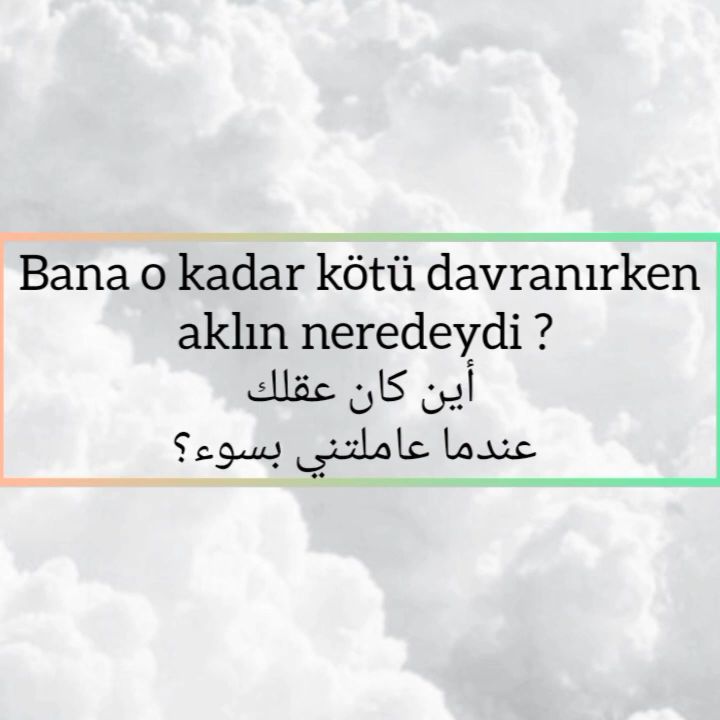 Bana o kadar kötü davranırken
aklın neredeydi ?
أين كان عقلك
عندما عاملتني بسوء؟